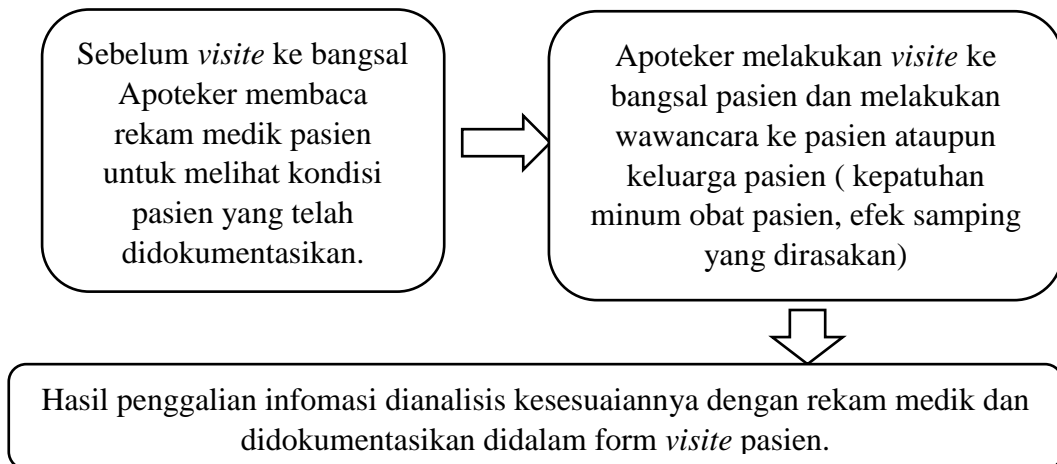 Sebelum visite ke bangsal
Apoteker membaca
rekam medik pasien
untuk melihat kondisi
pasien yang telah
didokumentasikan.
Apoteker melakukan visite ke
bangsal pasien dan melakukan
wawancara ke pasien ataupun
keluarga pasien ( kepatuhan
minum obat pasien, efek samping
yang dirasakan)
Hasil penggalian infomasi dianalisis kesesuaiannya dengan rekam medik dan
didokumentasikan didalam form visite pasien.